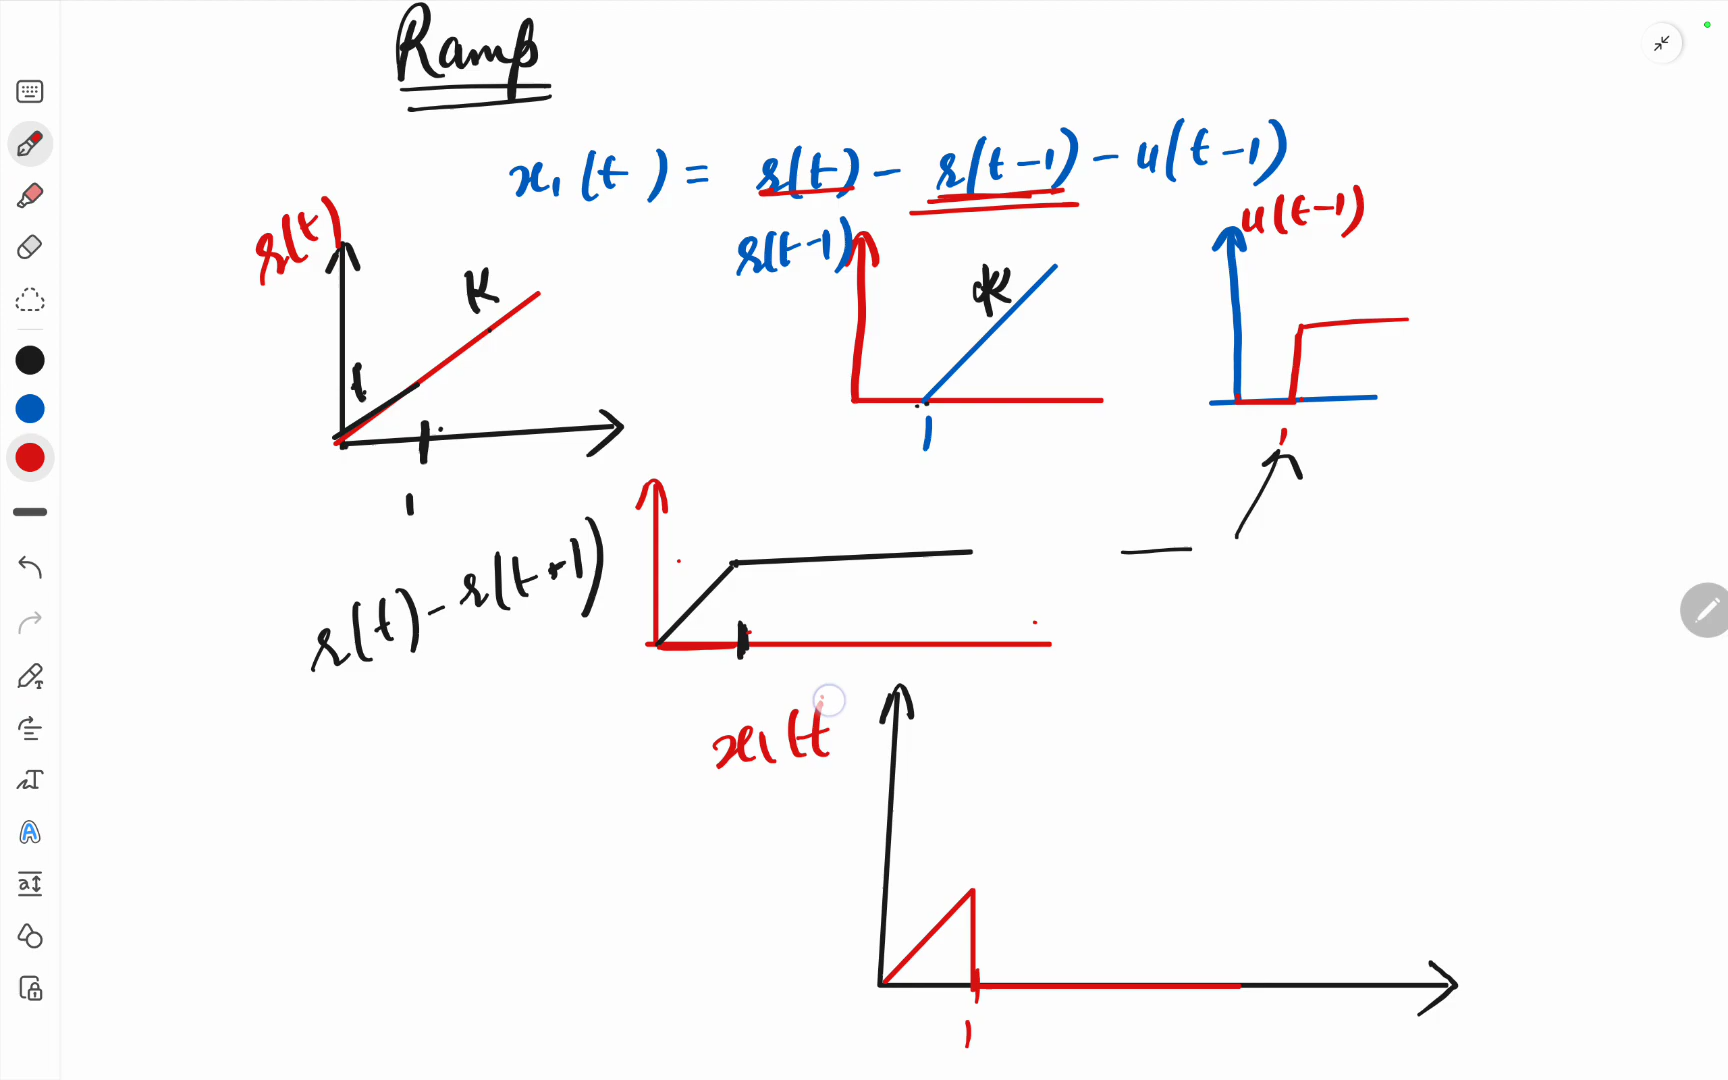 Ramp
x₁(t) = r(t) - r(t-1) - u(t-1)
r(t)
K
t
1
r(t-1)
K
1
u(t-1)
1
r(t) - r(t-1)
x₁(t
1